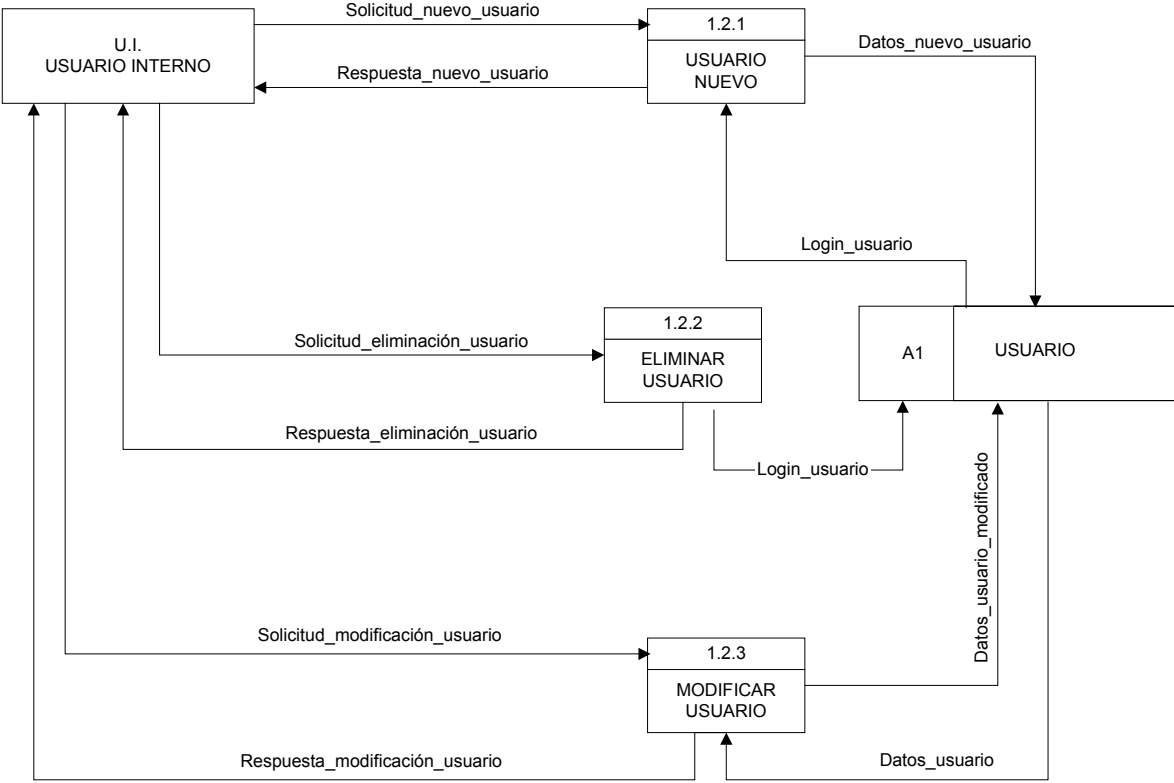 Solicitud_nuevo_usuario
U.I.
USUARIO INTERNO
1.2.1
USUARIO
NUEVO
Datos_nuevo_usuario
Respuesta_nuevo_usuario
Login_usuario
1.2.2
ELIMINAR
USUARIO
Solicitud_eliminación_usuario
A1
USUARIO
Respuesta_eliminación_usuario
Login_usuario
Datos_usuario_modificado
Solicitud_modificación_usuario
1.2.3
MODIFICAR
USUARIO
Respuesta_modificación_usuario
Datos_usuario